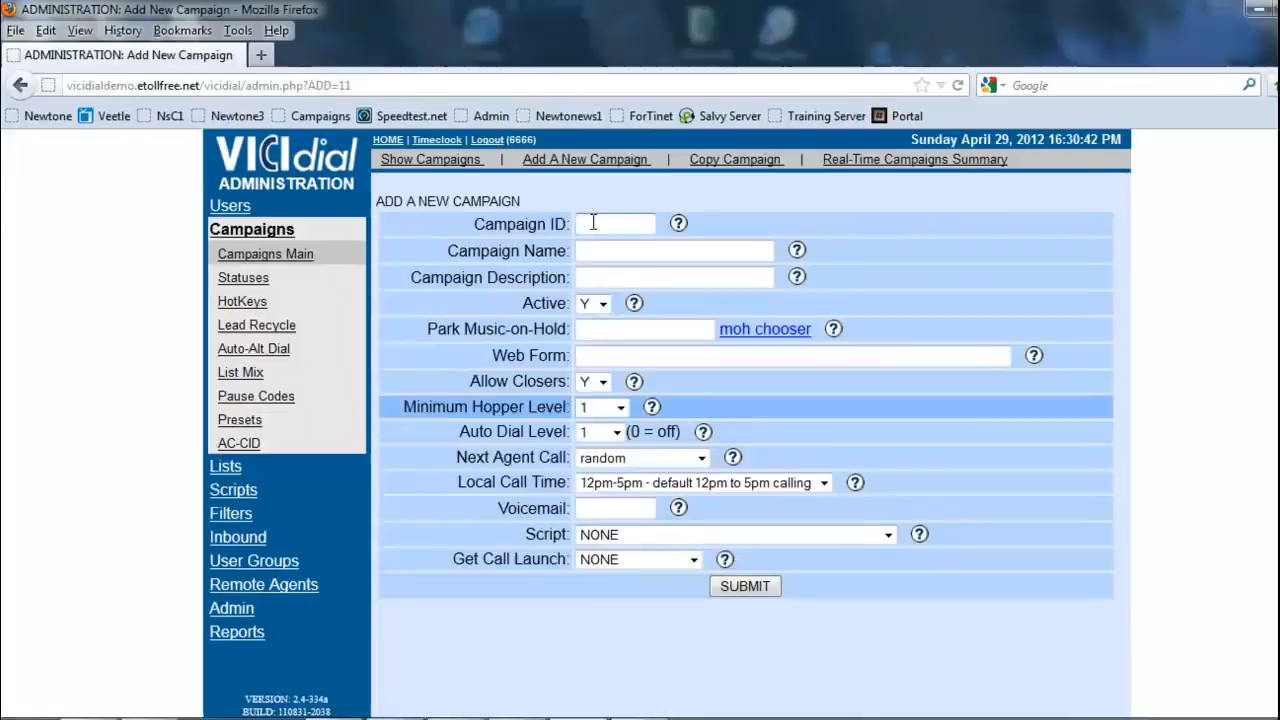 ADMINISTRATION: Add New Campaign - Mozilla Firefox
File Edit View History Bookmarks Tools Help
ADMINISTRATION: Add New Campaign +
vicidialdemo.etollfree.net/vicidial/admin.php?ADD=11 Google
Newtone Veetle NsC1 Newtone3 Campaigns Speedtest.net Admin Newtonews1 ForTinet Salvy Server Training Server Portal
VICIdial
ADMINISTRATION
HOME | Timeclock | Logout (6666) Sunday April 29, 2012 16:30:42 PM
Show Campaigns | Add A New Campaign | Copy Campaign | Real-Time Campaigns Summary
Users
Campaigns
Campaigns Main
Statuses
HotKeys
Lead Recycle
Auto-Alt Dial
List Mix
Pause Codes
Presets
AC-CID
Lists
Scripts
Filters
Inbound
User Groups
Remote Agents
Admin
Reports
VERSION: 2.4-334a
BUILD: 110831-2038
ADD A NEW CAMPAIGN
Campaign ID: ?
Campaign Name: ?
Campaign Description: ?
Active: Y ?
Park Music-on-Hold: moh chooser ?
Web Form: ?
Allow Closers: Y ?
Minimum Hopper Level: 1 ?
Auto Dial Level: 1 (0 = off) ?
Next Agent Call: random ?
Local Call Time: 12pm-5pm - default 12pm to 5pm calling ?
Voicemail: ?
Script: NONE ?
Get Call Launch: NONE ?
SUBMIT